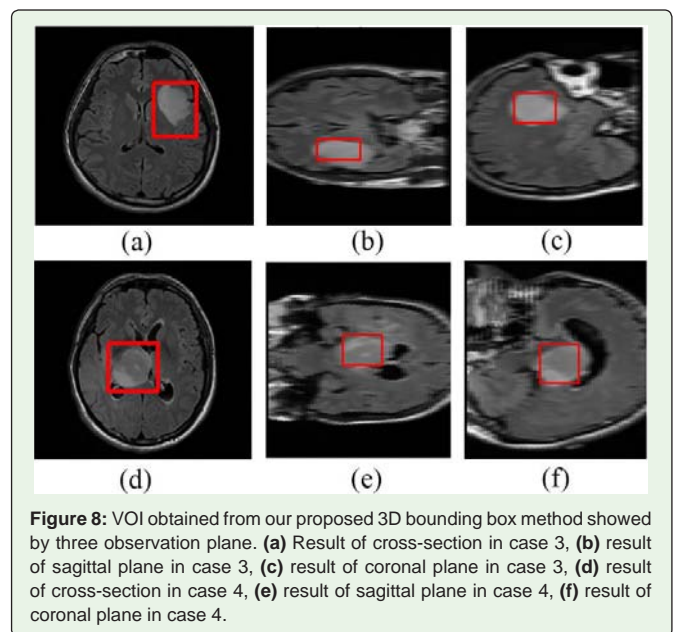 (a) (b) (c)
(d) (e) (f)
Figure 8: VOI obtained from our proposed 3D bounding box method showed
by three observation plane. (a) Result of cross-section in case 3, (b) result
of sagittal plane in case 3, (c) result of coronal plane in case 3, (d) result
of cross-section in case 4, (e) result of sagittal plane in case 4, (f) result of
coronal plane in case 4.